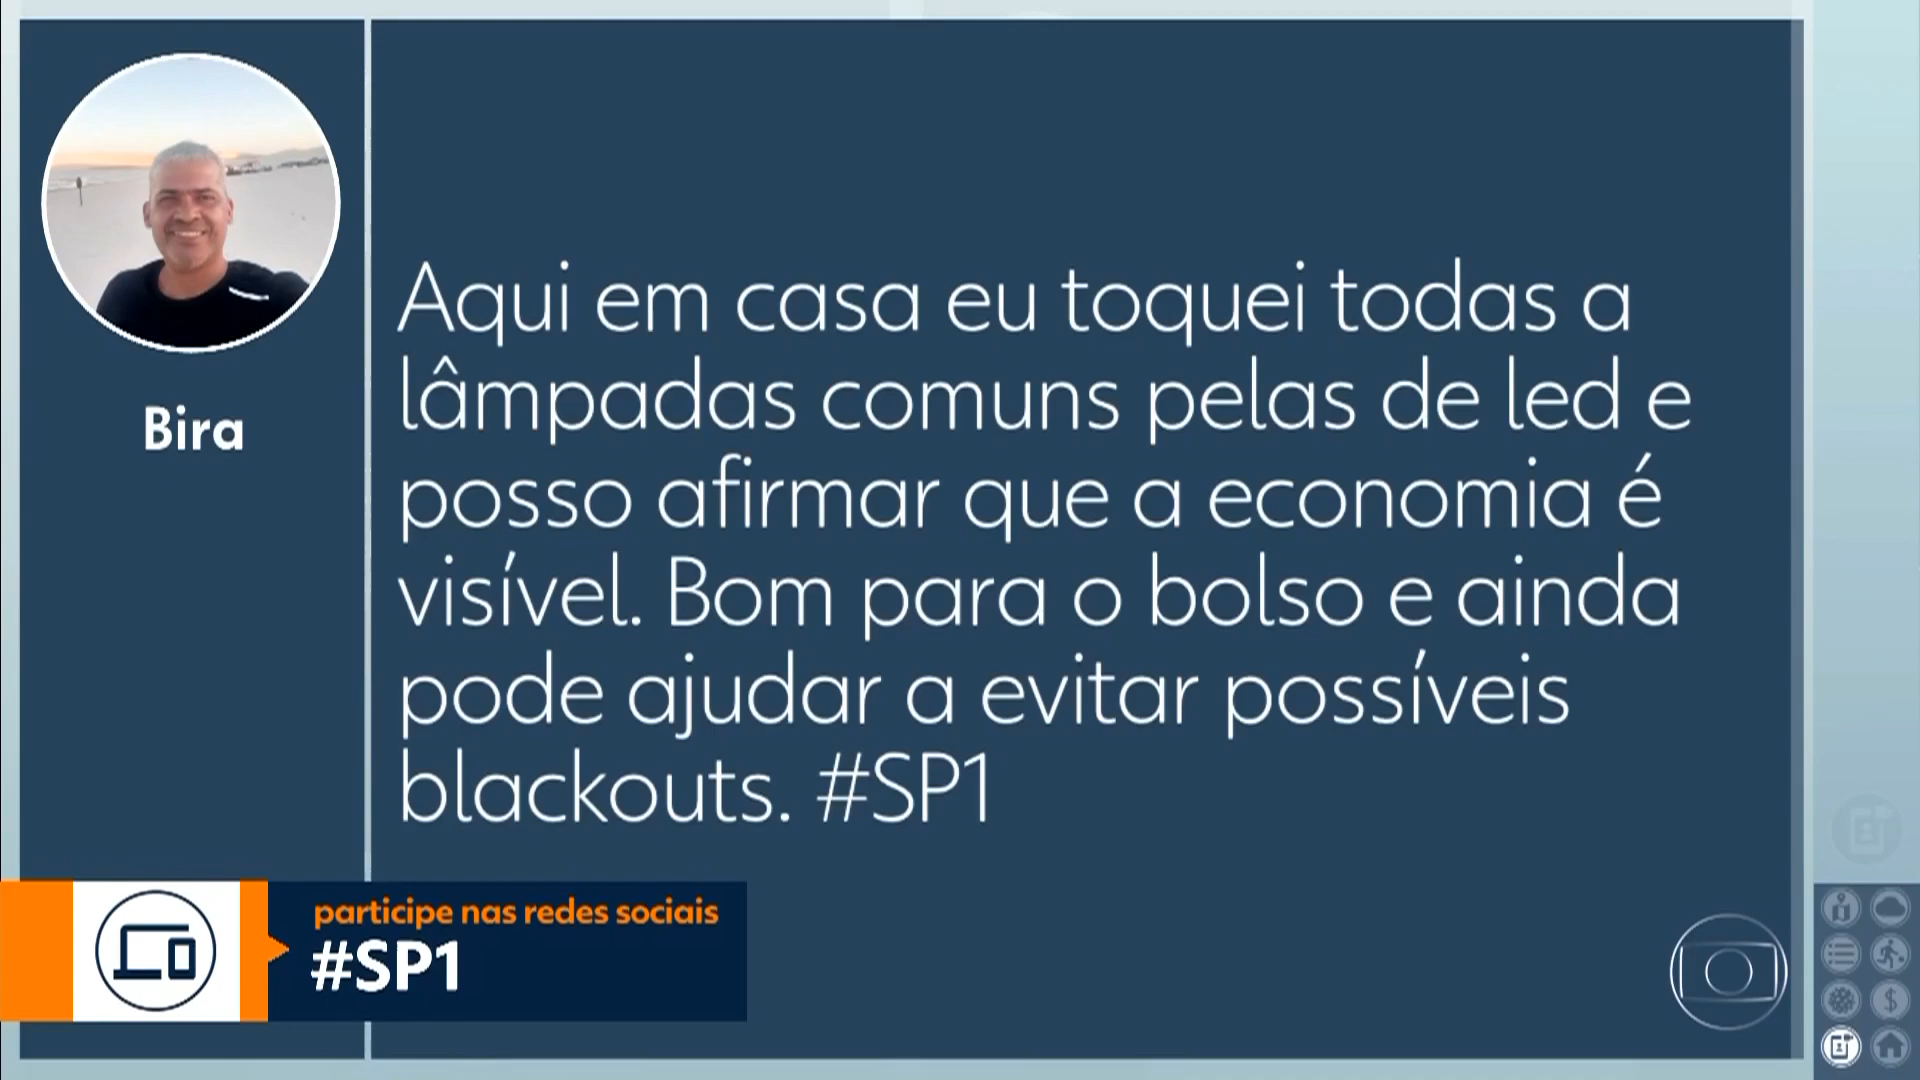 Bira
Aqui em casa eu toquei todas a
lâmpadas comuns pelas de led e
posso afirmar que a economia é
visível. Bom para o bolso e ainda
pode ajudar a evitar possíveis
blackouts. #SP1
participe nas redes sociais
#SP1